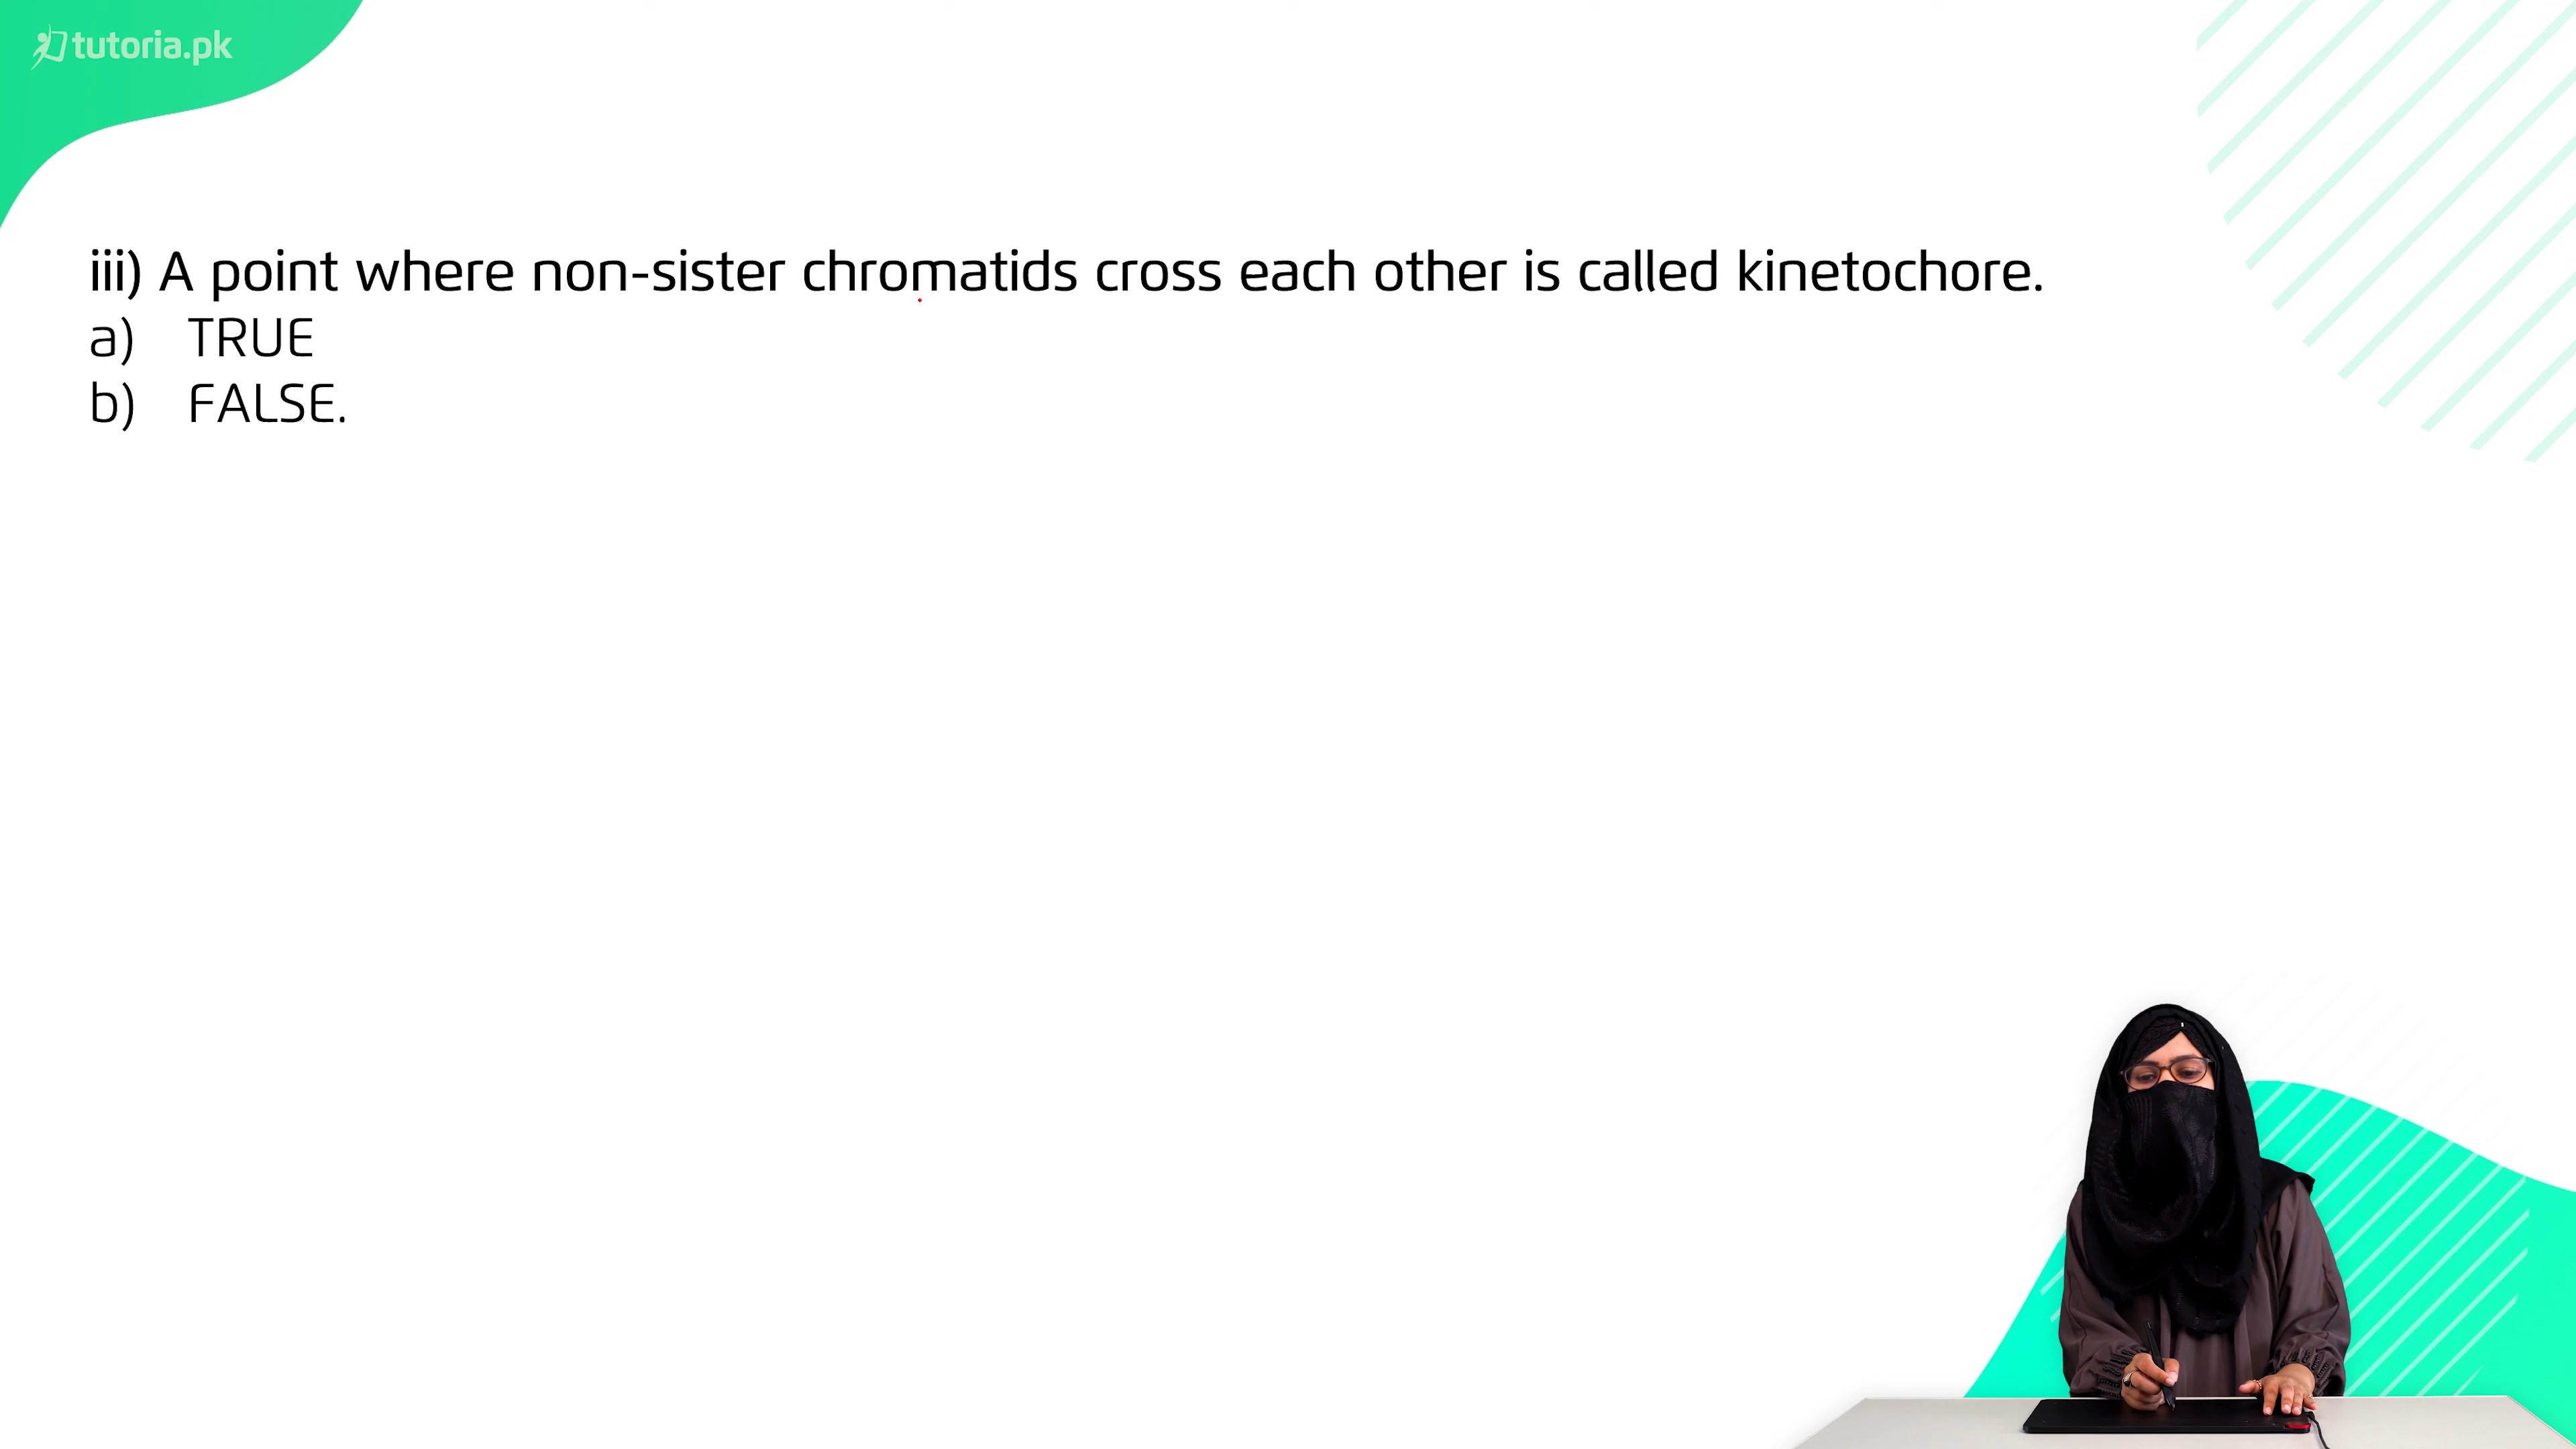 tutoria.pk
iii) A point where non-sister chromatids cross each other is called kinetochore.
a) TRUE
b) FALSE.